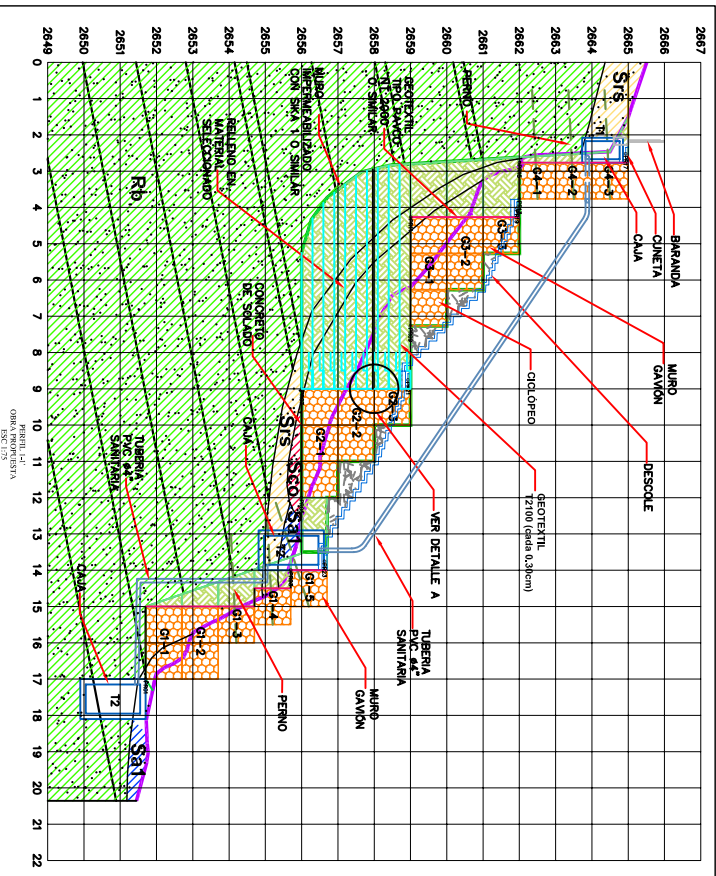 2667
2666
2665
2664
2663
2662
2661
2660
2659
2658
2657
2656
2655
2654
2653
2652
2651
2650
2649
0
1
2
3
4
5
6
7
8
9
10
11
12
13
14
15
16
17
18
19
20
21
22
BARANDA
CUNETA
CAJA
PERNO
MURO
GAVIÓN
DESCOLE
CICLÓPEO
GEOTEXTIL
T2100 (cada 0,30cm)
GEOTEXTIL
TIPO PAVCO
NT 2000
O SIMILAR
MURO
IMPERMEABILIZADO
CON SIKA 1 O SIMILAR
RELLENO EN
MATERIAL
SELECCIONADO
CONCRETO
DE SOLADO
VER DETALLE A
TUBERIA
PVC ø4"
SANITARIA
CAJA
MURO
GAVIÓN
PERNO
TUBERIA
PVC ø4"
SANITARIA
CAJA
Srs
T1
G4-3
G4-2
G4-1
G3-3
G3-2
G3-1
G2-3
G2-2
G2-1
Srs
Sco
Sa1
T2
G1-5
G1-4
G1-3
G1-2
G1-1
T2
Sa1
Rb
PERFIL 1-1'
OBRA PROPUESTA
ESC 1:75